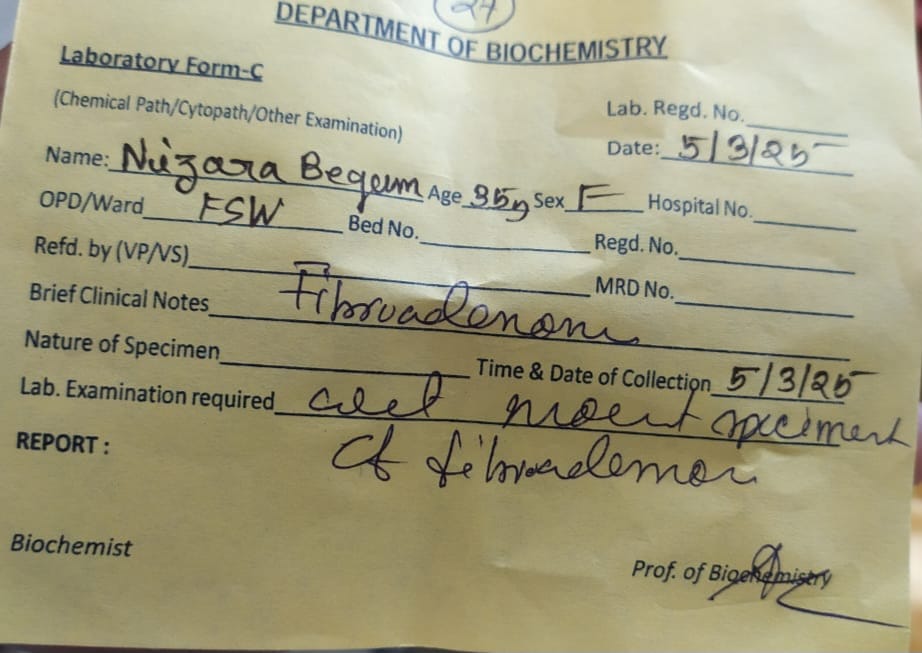 27
DEPARTMENT OF BIOCHEMISTRY
Laboratory Form-C
(Chemical Path/Cytopath/Other Examination)
Lab. Regd. No.
Date: 5/3/25
Name: Nuzara Begum Age 35y Sex F Hospital No.
OPD/Ward FSW Bed No. Regd. No.
Refd. by (VP/VS) MRD No.
Brief Clinical Notes Fibroadenoma
Nature of Specimen Time & Date of Collection 5/3/25
Lab. Examination required speciment
REPORT : fibroadenoma
Biochemist
Prof. of Biochemistry